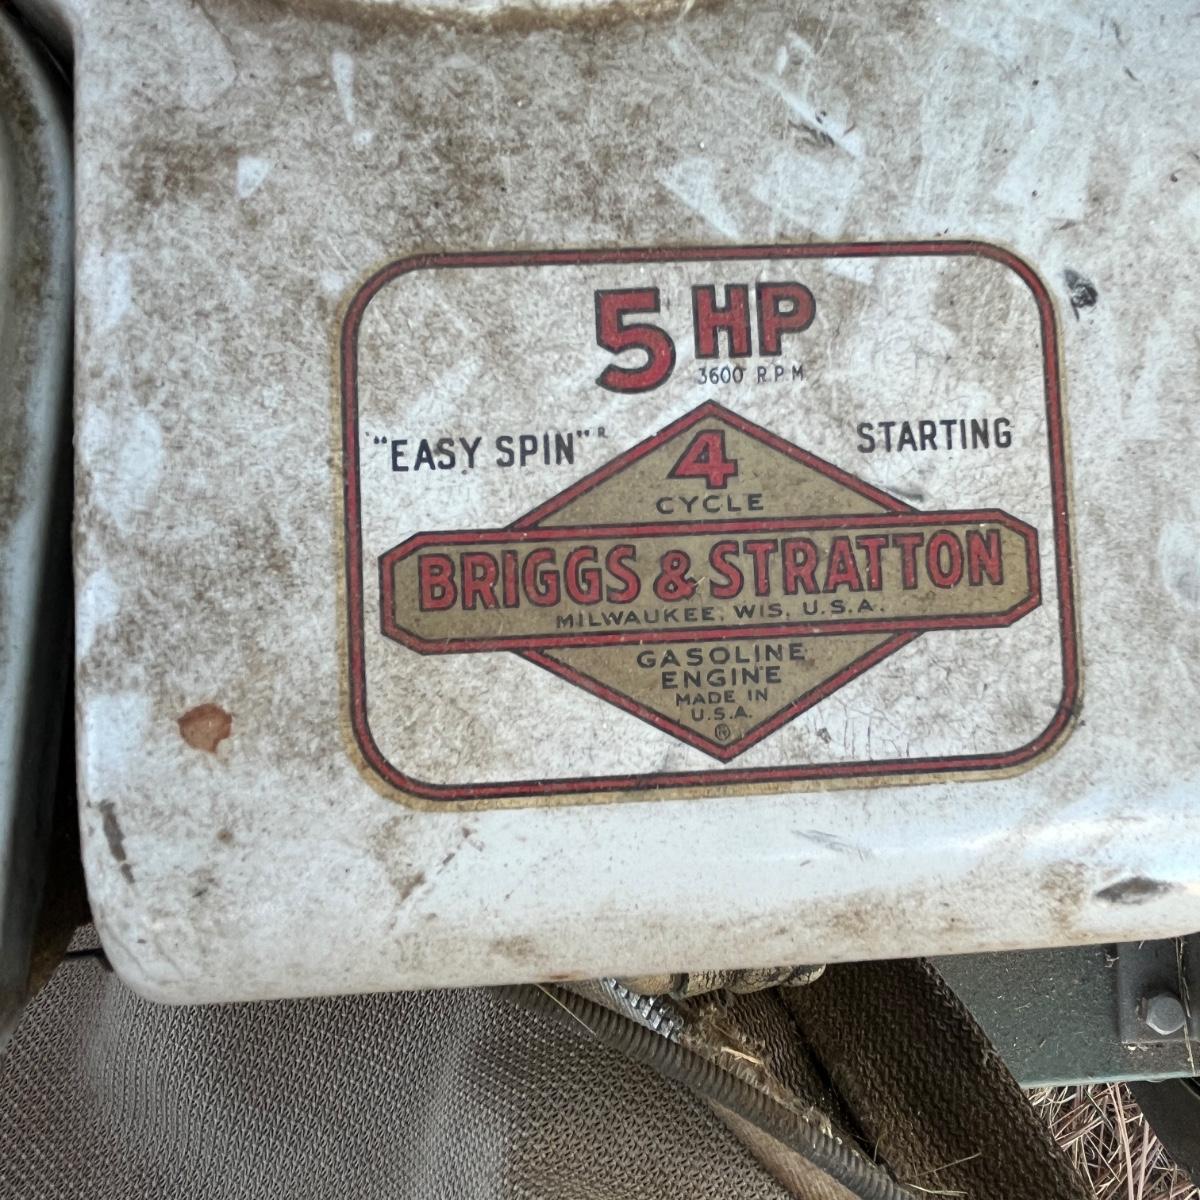 5 HP
3600 R.P.M.
"EASY SPIN"® STARTING
4
CYCLE
BRIGGS & STRATTON
MILWAUKEE, WIS, U.S.A.
GASOLINE
ENGINE
MADE IN
U.S.A.
®